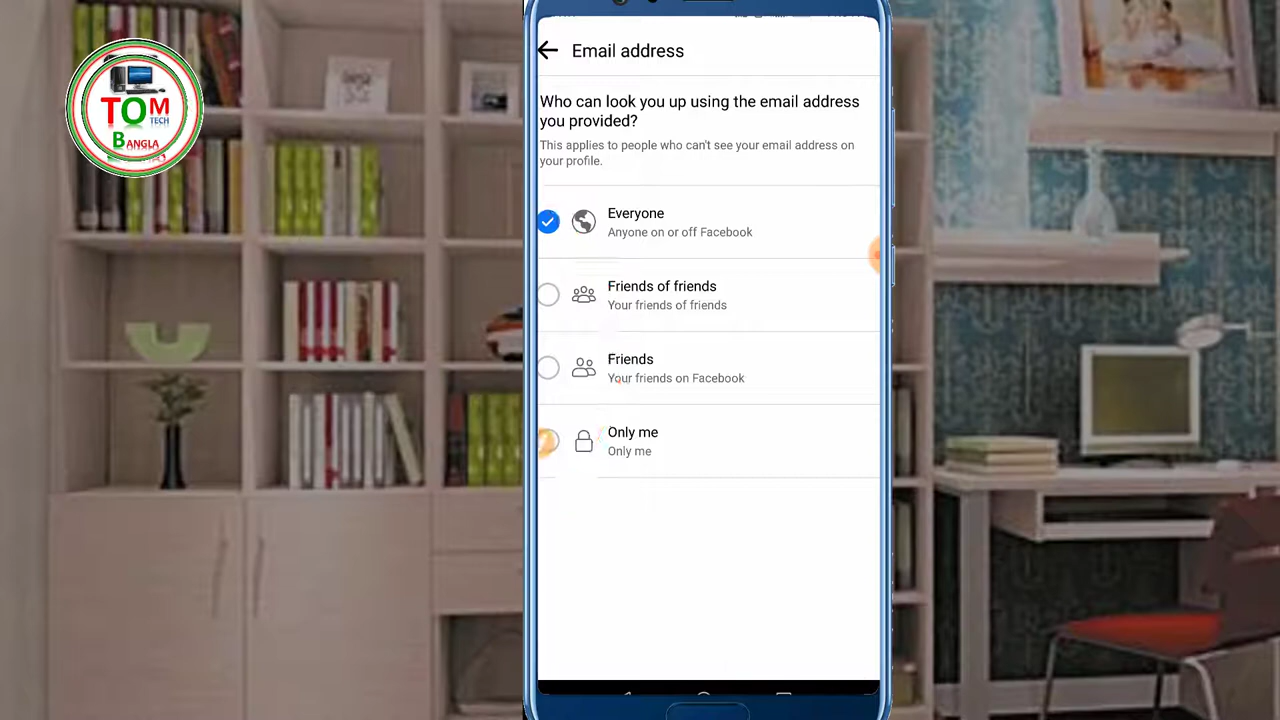 TOM
TECH
BANGLA
Email address
Who can look you up using the email address
you provided?
This applies to people who can't see your email address on
your profile.
Everyone
Anyone on or off Facebook
Friends of friends
Your friends of friends
Friends
Your friends on Facebook
Only me
Only me